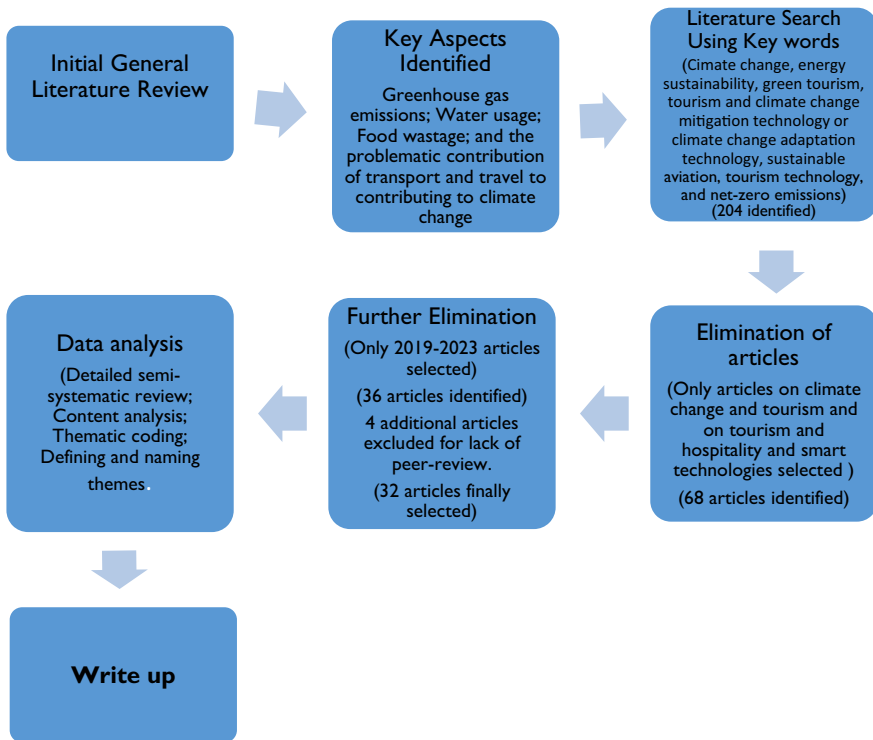 Initial General
Literature Review
Key Aspects
Identified
Greenhouse gas
emissions; Water usage;
Food wastage; and the
problematic contribution
of transport and travel to
contributing to climate
change
Literature Search
Using Key words
(Cimate change, energy
sustainability, green tourism,
tourism and climate change
mitigation technology or
climate change adaptation
technology, sustainable
aviation, tourism technology,
and net-zero emissions)
(204 identified)
Elimination of
articles
(Only articles on climate
change and tourism and
on tourism and
hospitality and smart
technologies selected )
(68 articles identified)
Further Elimination
(Only 2019-2023 articles
selected)
(36 articles identified)
4 additional articles
excluded for lack of
peer-review.
(32 articles finally
selected)
Data analysis
(Detailed semi-
systematic review;
Content analysis;
Thematic coding;
Defining and naming
themes.
Write up